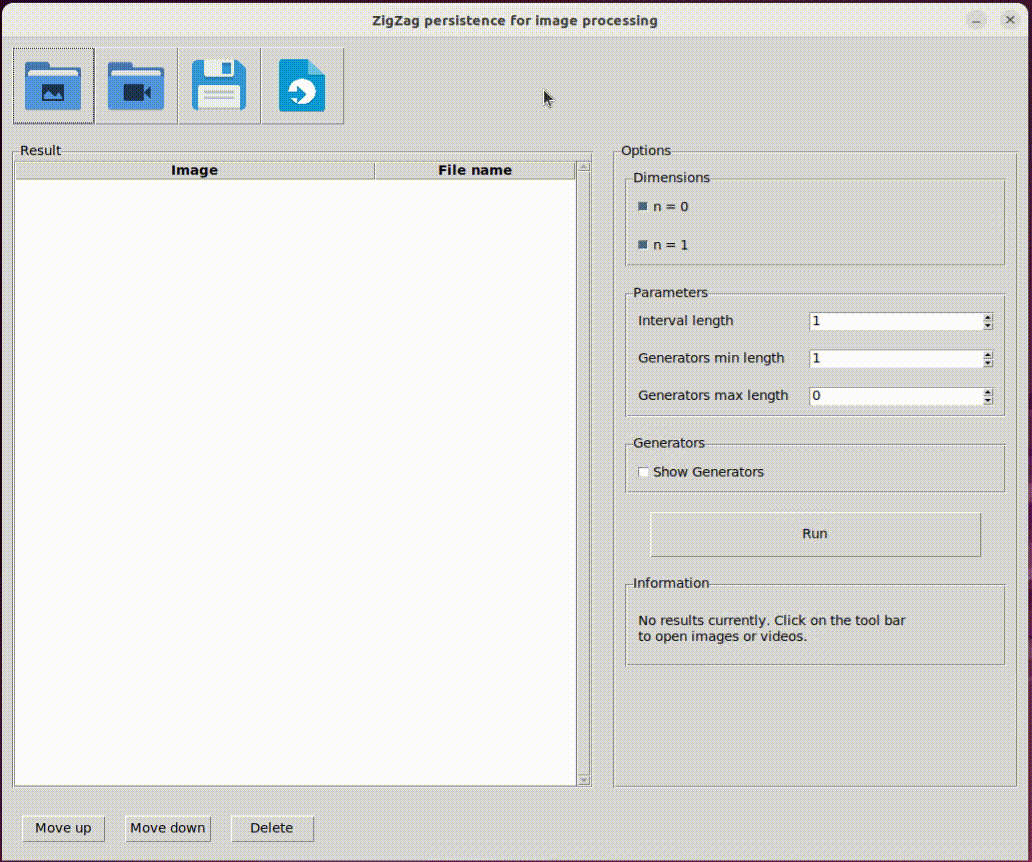 ZigZag persistence for image processing
Result
Image File name
Options
Dimensions
n = 0
n = 1
Parameters
Interval length 1
Generators min length 1
Generators max length 0
Generators
Show Generators
Run
Information
No results currently. Click on the tool bar
to open images or videos.
Move up Move down Delete